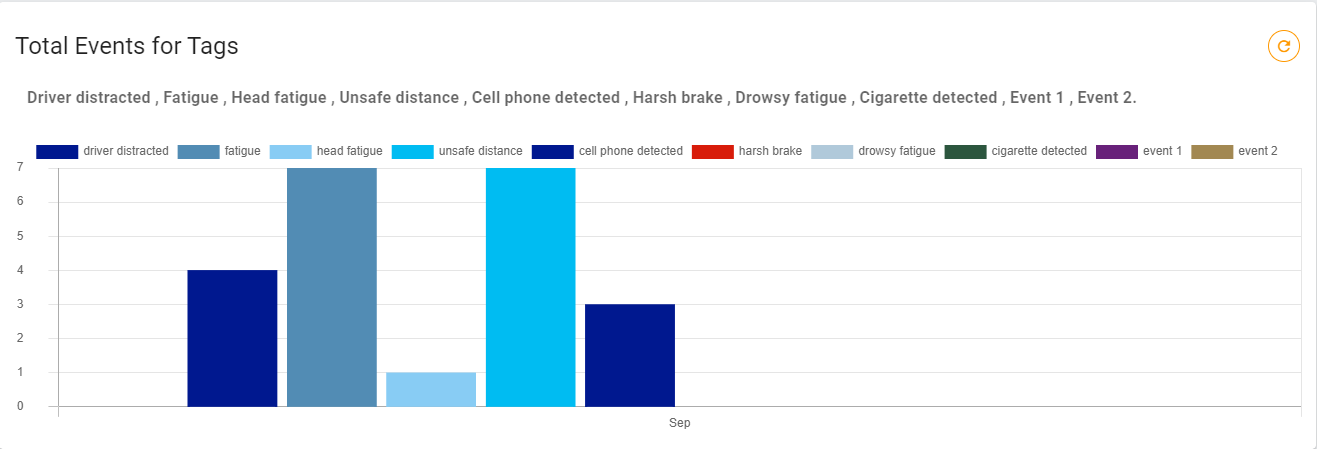 Total Events for Tags
Driver distracted , Fatigue , Head fatigue , Unsafe distance , Cell phone detected , Harsh brake , Drowsy fatigue , Cigarette detected , Event 1 , Event 2.
driver distracted fatigue head fatigue unsafe distance cell phone detected harsh brake drowsy fatigue cigarette detected event 1 event 2
7
6
5
4
3
2
1
0
Sep